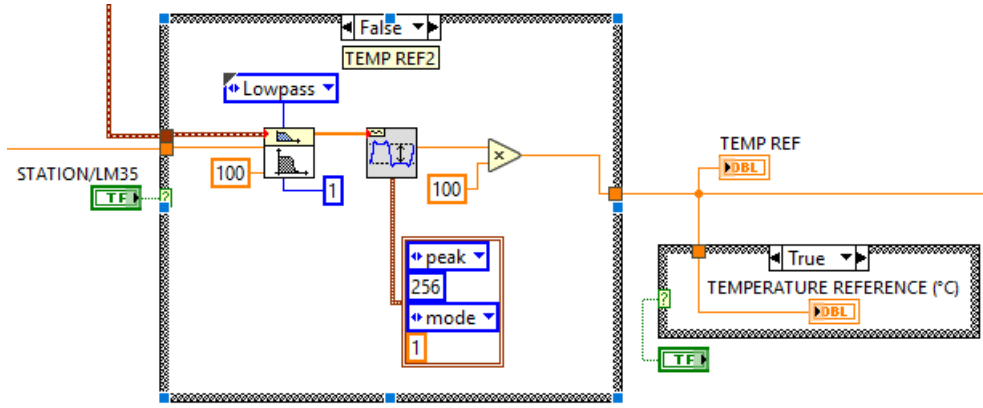 False
TEMP REF2
Lowpass
STATION/LM35
TF
?
100
1
×
100
peak
256
mode
1
TEMP REF
DBL
True
TEMPERATURE REFERENCE (°C)
?
DBL
TF